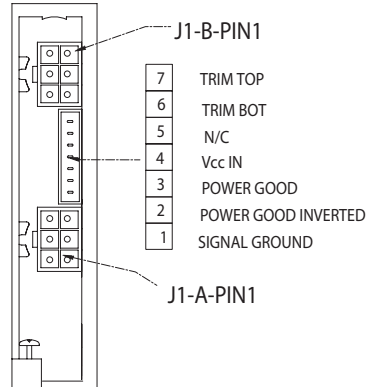 J1-B-PIN1
7 TRIM TOP
6 TRIM BOT
5 N/C
4 Vcc IN
3 POWER GOOD
2 POWER GOOD INVERTED
1 SIGNAL GROUND
J1-A-PIN1